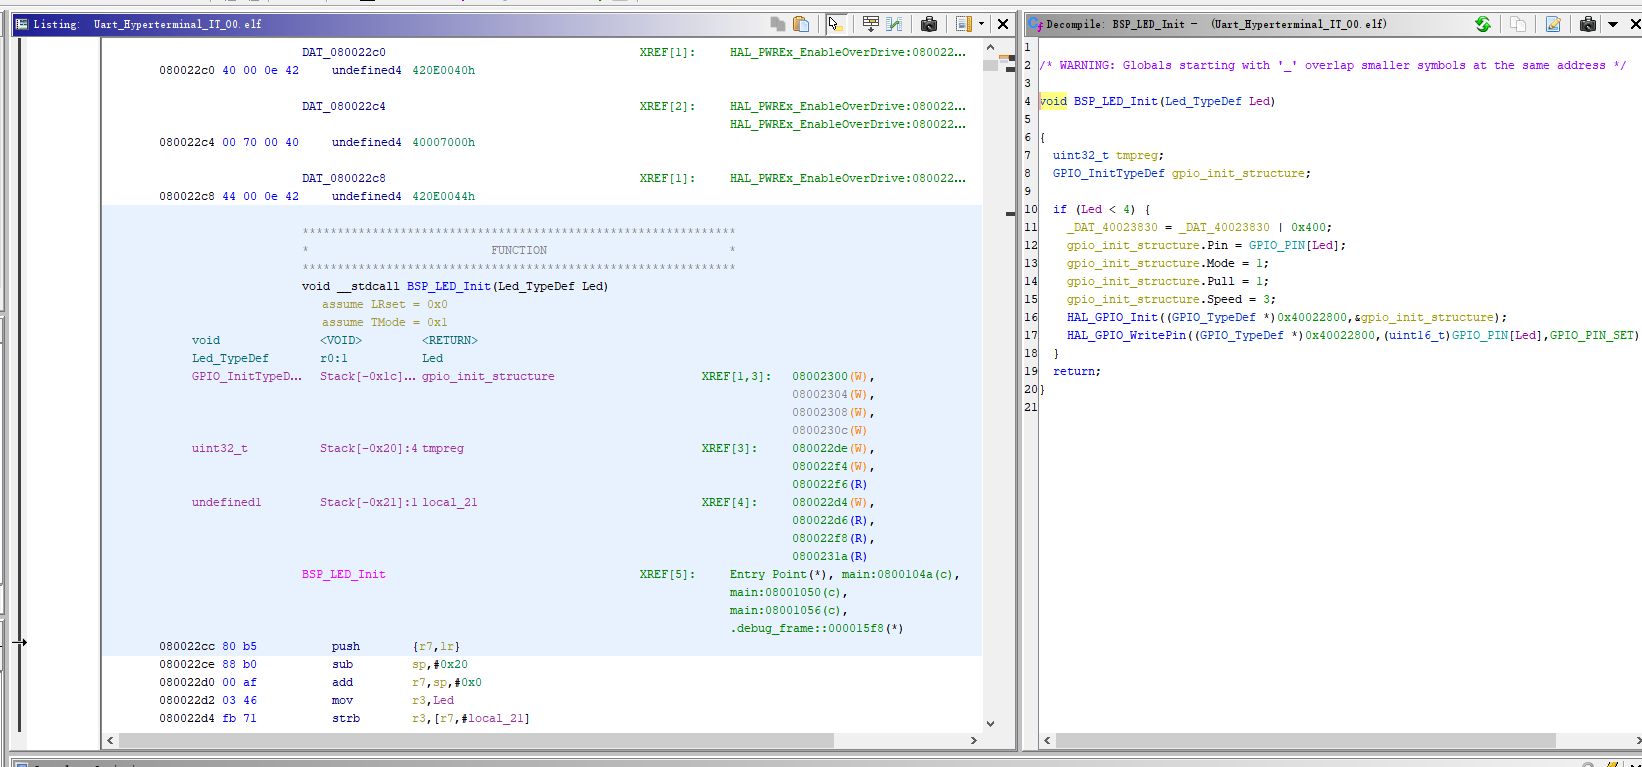 Listing: Uart_Hyperterminal_IT_00.elf
DAT_080022c0 XREF[1]: HAL_PWREx_EnableOverDrive:080022...
080022c0 40 00 0e 42 undefined4 420E0040h
DAT_080022c4 XREF[2]: HAL_PWREx_EnableOverDrive:080022...
HAL_PWREx_EnableOverDrive:080022...
080022c4 00 70 00 40 undefined4 40007000h
DAT_080022c8 XREF[1]: HAL_PWREx_EnableOverDrive:080022...
080022c8 44 00 0e 42 undefined4 420E0044h
**************************************************************
* FUNCTION *
**************************************************************
void __stdcall BSP_LED_Init(Led_TypeDef Led)
assume LRset = 0x0
assume TMode = 0x1
void <VOID> <RETURN>
Led_TypeDef r0:1 Led
GPIO_InitTypeD... Stack[-0x1c]... gpio_init_structure XREF[1,3]: 08002300(W),
08002304(W),
08002308(W),
0800230c(W)
uint32_t Stack[-0x20]:4 tmpreg XREF[3]: 080022de(W),
080022f4(W),
080022f6(R)
undefined1 Stack[-0x21]:1 local_21 XREF[4]: 080022d4(W),
080022d6(R),
080022f8(R),
0800231a(R)
BSP_LED_Init XREF[5]: Entry Point(*), main:0800104a(c),
main:08001050(c),
main:08001056(c),
.debug_frame::000015f8(*)
080022cc 80 b5 push {r7,lr}
080022ce 88 b0 sub sp,#0x20
080022d0 00 af add r7,sp,#0x0
080022d2 03 46 mov r3,Led
080022d4 fb 71 strb r3,[r7,#local_21]
Decompile: BSP_LED_Init - (Uart_Hyperterminal_IT_00.elf)
1
2 /* WARNING: Globals starting with '_' overlap smaller symbols at the same address */
3
4 void BSP_LED_Init(Led_TypeDef Led)
5
6 {
7 uint32_t tmpreg;
8 GPIO_InitTypeDef gpio_init_structure;
9
10 if (Led < 4) {
11 _DAT_40023830 = _DAT_40023830 | 0x400;
12 gpio_init_structure.Pin = GPIO_PIN[Led];
13 gpio_init_structure.Mode = 1;
14 gpio_init_structure.Pull = 1;
15 gpio_init_structure.Speed = 3;
16 HAL_GPIO_Init((GPIO_TypeDef *)0x40022800,&gpio_init_structure);
17 HAL_GPIO_WritePin((GPIO_TypeDef *)0x40022800,(uint16_t)GPIO_PIN[Led],GPIO_PIN_SET)
18 }
19 return;
20 }
21